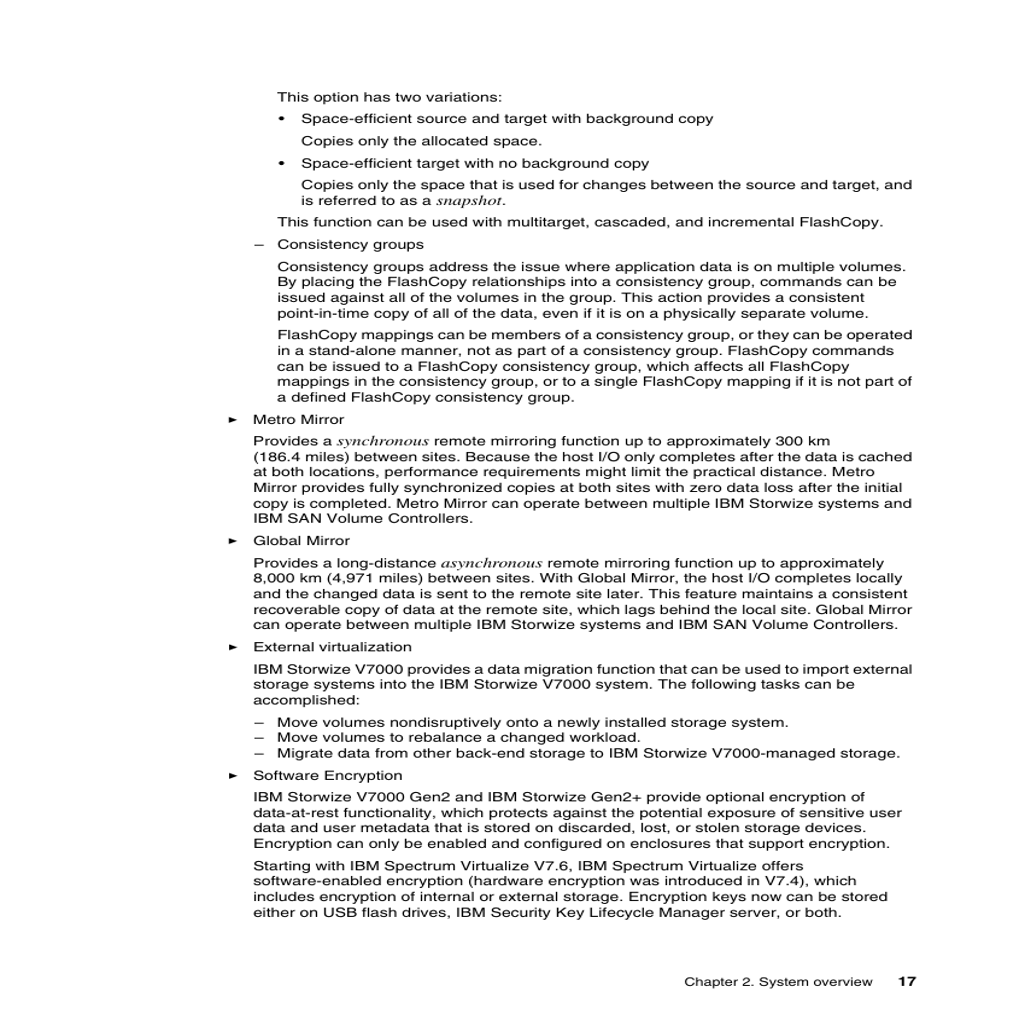 This option has two variations:
• Space-efficient source and target with background copy
Copies only the allocated space.
• Space-efficient target with no background copy
Copies only the space that is used for changes between the source and target, and
is referred to as a snapshot.
This function can be used with multitarget, cascaded, and incremental FlashCopy.
– Consistency groups
Consistency groups address the issue where application data is on multiple volumes.
By placing the FlashCopy relationships into a consistency group, commands can be
issued against all of the volumes in the group. This action provides a consistent
point-in-time copy of all of the data, even if it is on a physically separate volume.
FlashCopy mappings can be members of a consistency group, or they can be operated
in a stand-alone manner, not as part of a consistency group. FlashCopy commands
can be issued to a FlashCopy consistency group, which affects all FlashCopy
mappings in the consistency group, or to a single FlashCopy mapping if it is not part of
a defined FlashCopy consistency group.
► Metro Mirror
Provides a synchronous remote mirroring function up to approximately 300 km
(186.4 miles) between sites. Because the host I/O only completes after the data is cached
at both locations, performance requirements might limit the practical distance. Metro
Mirror provides fully synchronized copies at both sites with zero data loss after the initial
copy is completed. Metro Mirror can operate between multiple IBM Storwize systems and
IBM SAN Volume Controllers.
► Global Mirror
Provides a long-distance asynchronous remote mirroring function up to approximately
8,000 km (4,971 miles) between sites. With Global Mirror, the host I/O completes locally
and the changed data is sent to the remote site later. This feature maintains a consistent
recoverable copy of data at the remote site, which lags behind the local site. Global Mirror
can operate between multiple IBM Storwize systems and IBM SAN Volume Controllers.
► External virtualization
IBM Storwize V7000 provides a data migration function that can be used to import external
storage systems into the IBM Storwize V7000 system. The following tasks can be
accomplished:
– Move volumes nondisruptively onto a newly installed storage system.
– Move volumes to rebalance a changed workload.
– Migrate data from other back-end storage to IBM Storwize V7000-managed storage.
► Software Encryption
IBM Storwize V7000 Gen2 and IBM Storwize Gen2+ provide optional encryption of
data-at-rest functionality, which protects against the potential exposure of sensitive user
data and user metadata that is stored on discarded, lost, or stolen storage devices.
Encryption can only be enabled and configured on enclosures that support encryption.
Starting with IBM Spectrum Virtualize V7.6, IBM Spectrum Virtualize offers
software-enabled encryption (hardware encryption was introduced in V7.4), which
includes encryption of internal or external storage. Encryption keys now can be stored
either on USB flash drives, IBM Security Key Lifecycle Manager server, or both.
Chapter 2. System overview 17